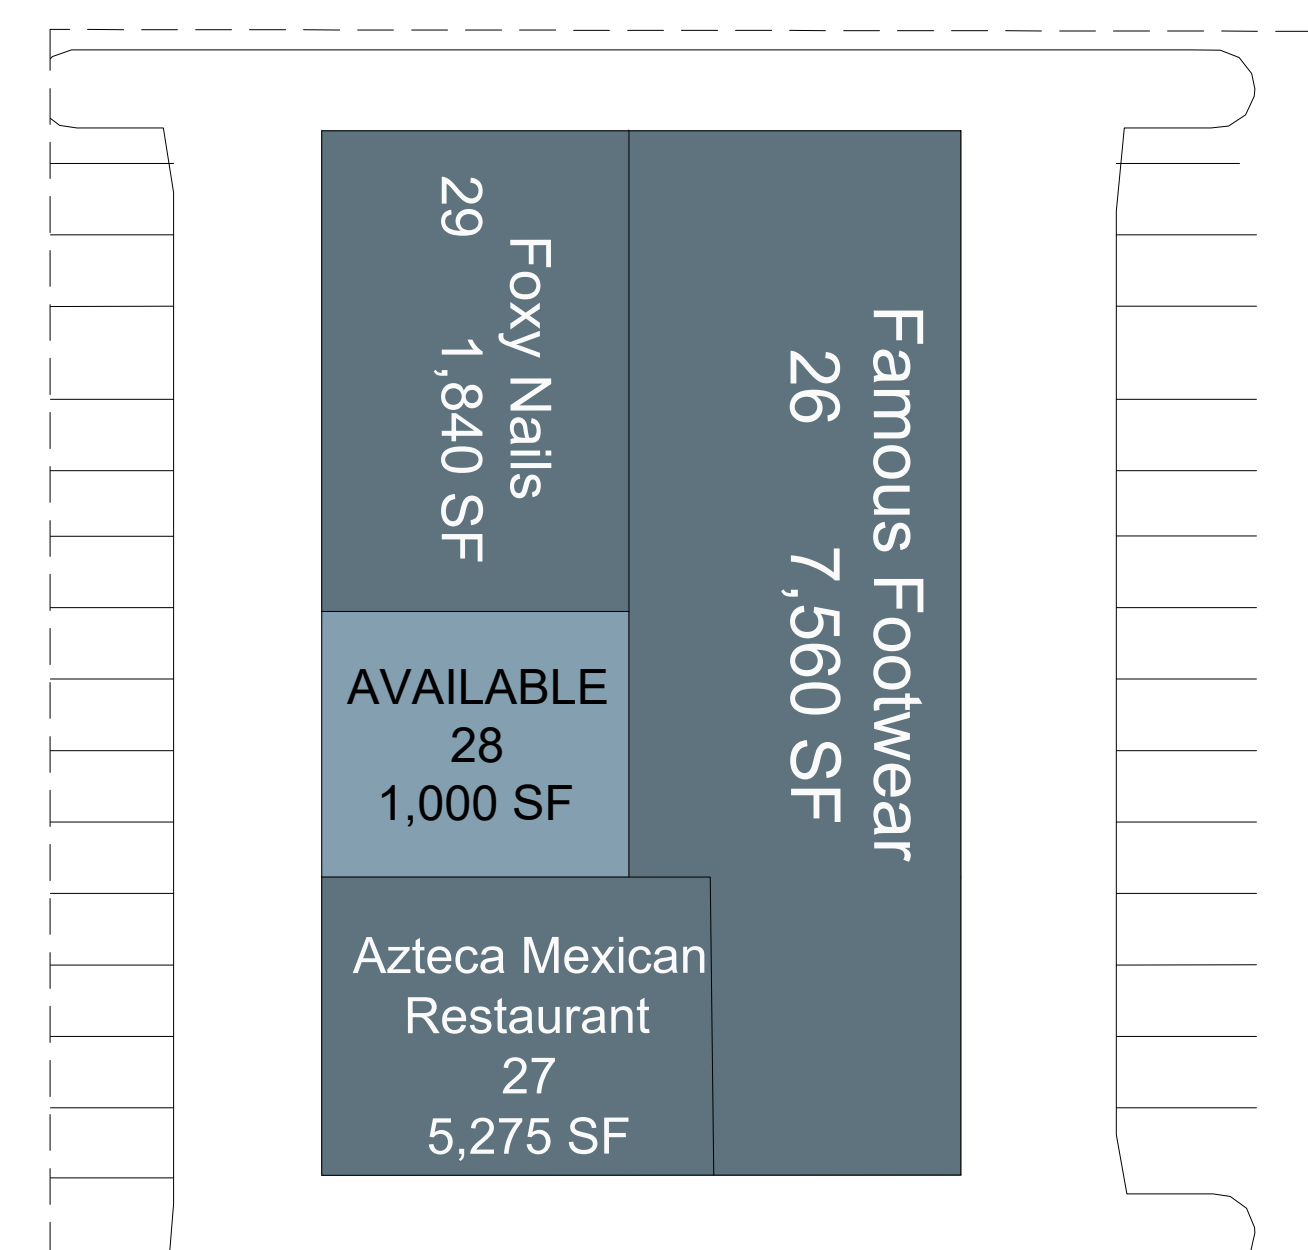 Foxy Nails
29 1,840 SF
Famous Footwear
26 7,560 SF
AVAILABLE
28
1,000 SF
Azteca Mexican
Restaurant
27
5,275 SF